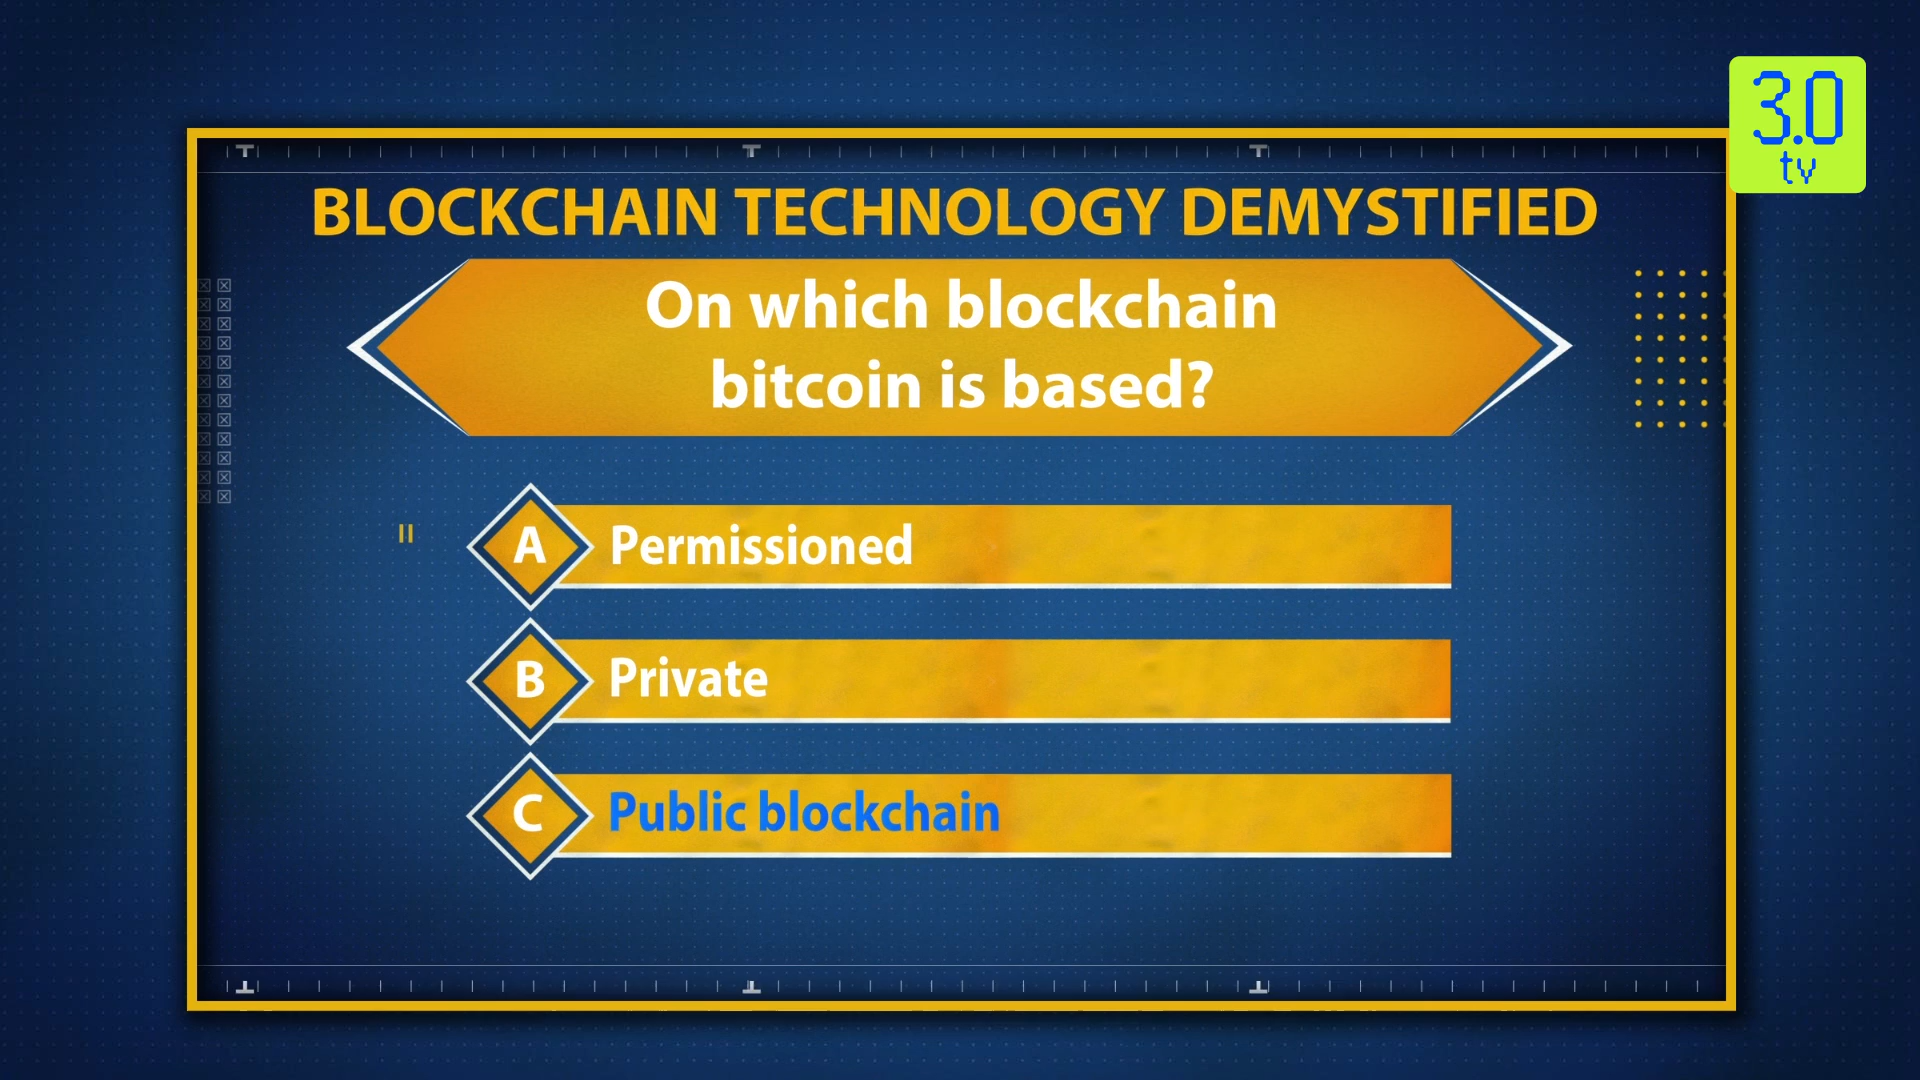 3.0
tv
BLOCKCHAIN TECHNOLOGY DEMYSTIFIED
On which blockchain
bitcoin is based?
A Permissioned
B Private
C Public blockchain